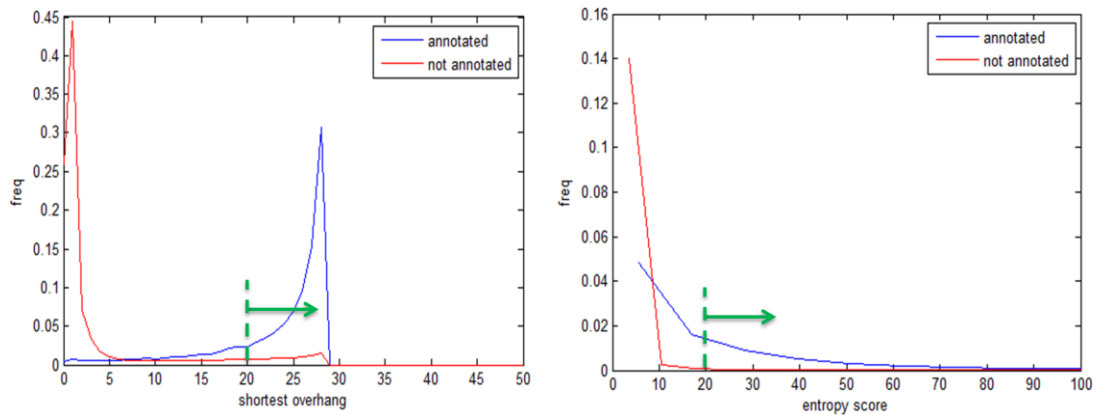 0.45
0.4
0.35
0.3
0.25
0.2
0.15
0.1
0.05
0
freq
0 5 10 15 20 25 30 35 40 45 50
shortest overhang
annotated
not annotated
0.16
0.14
0.12
0.1
0.08
0.06
0.04
0.02
0
freq
0 10 20 30 40 50 60 70 80 90 100
entropy score
annotated
not annotated